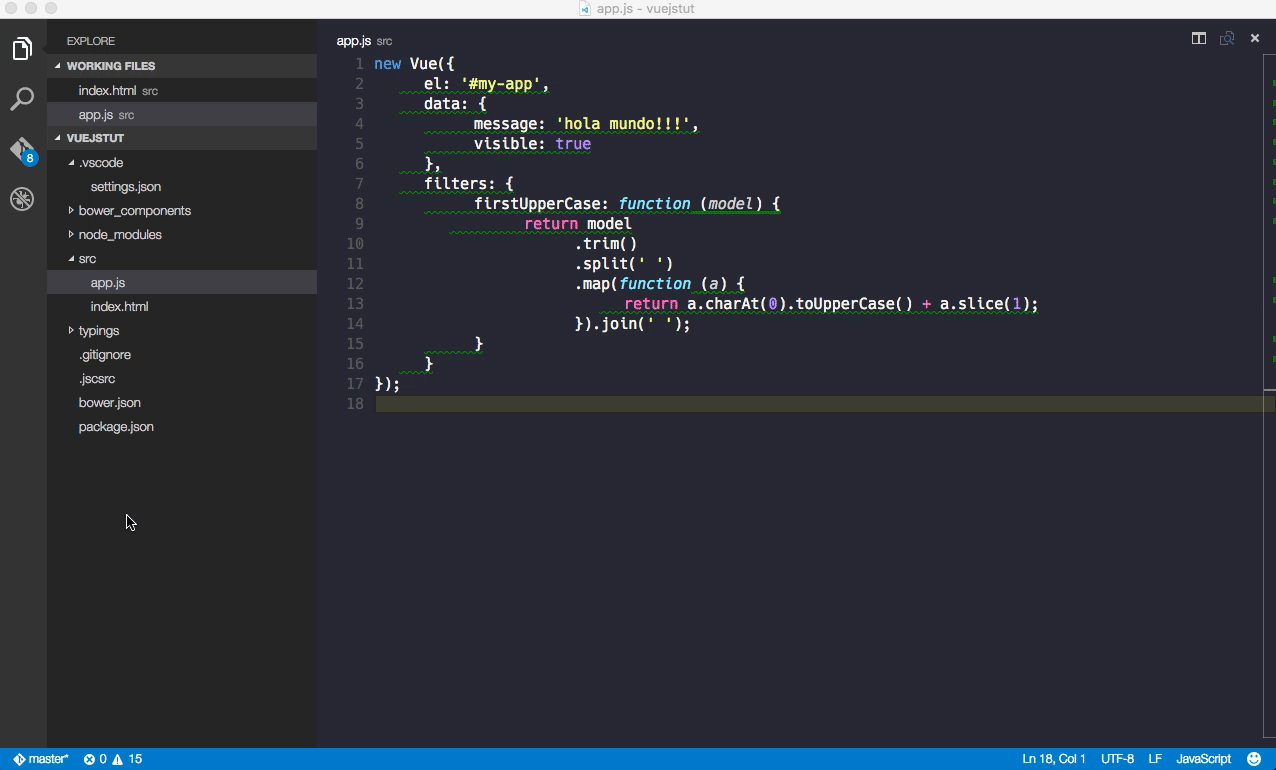 app.js - vuejstut
EXPLORE
WORKING FILES
index.html src
app.js src
VUEJSTUT
.vscode
settings.json
bower_components
node_modules
src
app.js
index.html
typings
.gitignore
.jscsrc
bower.json
package.json
8
app.js src
1 new Vue({
2 el: '#my-app',
3 data: {
4 message: 'hola mundo!!!',
5 visible: true
6 },
7 filters: {
8 firstUpperCase: function (model) {
9 return model
10 .trim()
11 .split(' ')
12 .map(function (a) {
13 return a.charAt(0).toUpperCase() + a.slice(1);
14 }).join(' ');
15 }
16 }
17 });
18
master* 0 15 Ln 18, Col 1 UTF-8 LF JavaScript